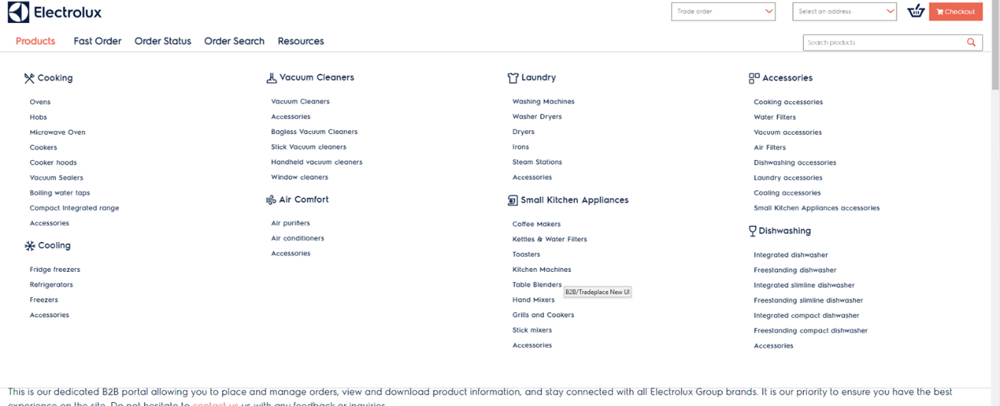 Electrolux
Trade order
Select an address
Checkout
Products Fast Order Order Status Order Search Resources
Search products
Cooking
Ovens
Hobs
Microwave Oven
Cookers
Cooker hoods
Vacuum Sealers
Boiling water taps
Compact Integrated range
Accessories
Cooling
Fridge freezers
Refrigerators
Freezers
Accessories
Vacuum Cleaners
Vacuum Cleaners
Accessories
Bagless Vacuum Cleaners
Stick Vacuum cleaners
Handheld vacuum cleaners
Window cleaners
Air Comfort
Air purifiers
Air conditioners
Accessories
Laundry
Washing Machines
Washer Dryers
Dryers
Irons
Steam Stations
Accessories
Small Kitchen Appliances
Coffee Makers
Kettles & Water Filters
Toasters
Kitchen Machines
Table Blenders
B2B/Tradeplace New UI
Hand Mixers
Grills and Cookers
Stick mixers
Accessories
Accessories
Cooking accessories
Water Filters
Vacuum accessories
Air Filters
Dishwashing accessories
Laundry accessories
Cooling accessories
Small Kitchen Appliances accessories
Dishwashing
Integrated dishwasher
Freestanding dishwasher
Integrated slimline dishwasher
Freestanding slimline dishwasher
Integrated compact dishwasher
Freestanding compact dishwasher
Accessories
This is our dedicated B2B portal allowing you to place and manage orders, view and download product information, and stay connected with all Electrolux Group brands. It is our priority to ensure you have the best
experience on the site. Do not hesitate to contact us us with any feedback or inquiries.